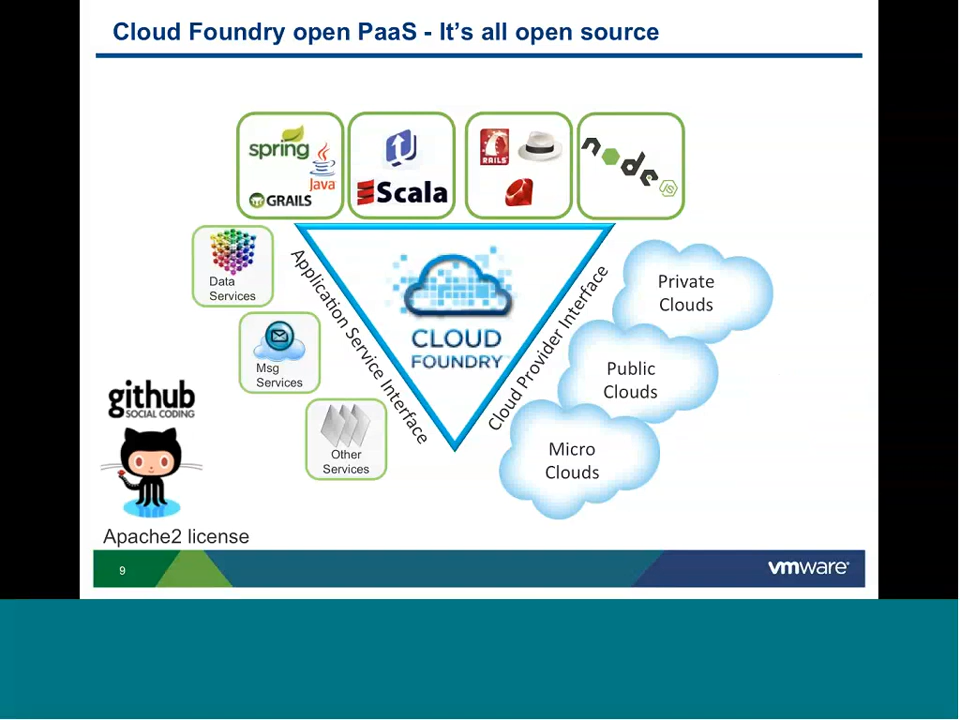 Cloud Foundry open PaaS - It's all open source
spring
Java
GRAILS
Scala
RAILS
node
JS
Data
Services
Msg
Services
Other
Services
Application Service Interface
CLOUD
FOUNDRY™
Cloud Provider Interface
Private
Clouds
Public
Clouds
Micro
Clouds
github
SOCIAL CODING
Apache2 license
9
vmware®